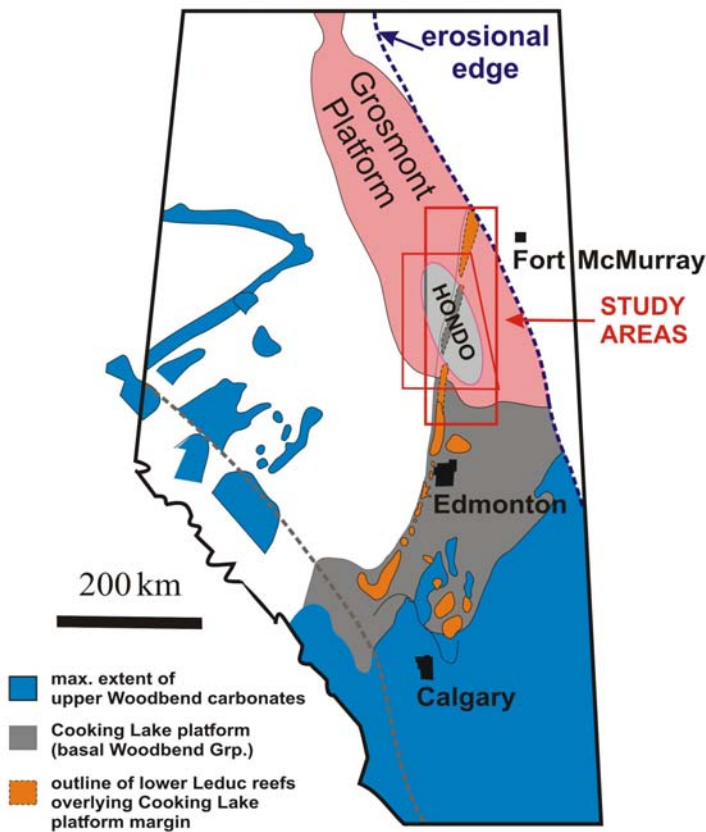 erosional
edge
Grosmont
Platform
Fort McMurray
HONDO
STUDY
AREAS
Edmonton
200 km
Calgary
max. extent of
upper Woodbend carbonates
Cooking Lake platform
(basal Woodbend Grp.)
outline of lower Leduc reefs
overlying Cooking Lake
platform margin